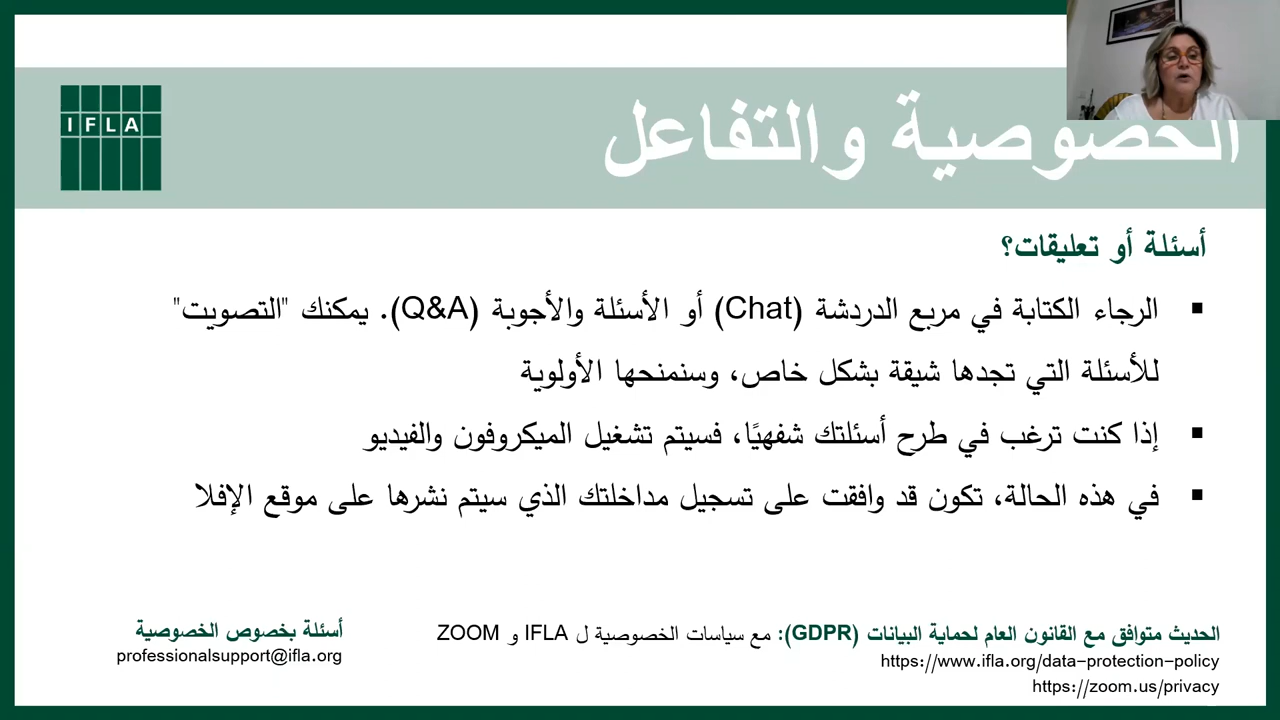 IFLA
الخصوصية والتفاعل
أسئلة أو تعليقات؟
▪ الرجاء الكتابة في مربع الدردشة (Chat) أو الأسئلة والأجوبة (Q&A). يمكنك "التصويت"
للأسئلة التي تجدها شيقة بشكل خاص، وسنمنحها الأولوية
▪ إذا كنت ترغب في طرح أسئلتك شفهيًا، فسيتم تشغيل الميكروفون والفيديو
▪ في هذه الحالة، تكون قد وافقت على تسجيل مداخلتك الذي سيتم نشرها على موقع الإفلا
الحديث متوافق مع القانون العام لحماية البيانات (GDPR): مع سياسات الخصوصية ل IFLA و ZOOM
https://www.ifla.org/data-protection-policy
https://zoom.us/privacy
أسئلة بخصوص الخصوصية
professionalsupport@ifla.org